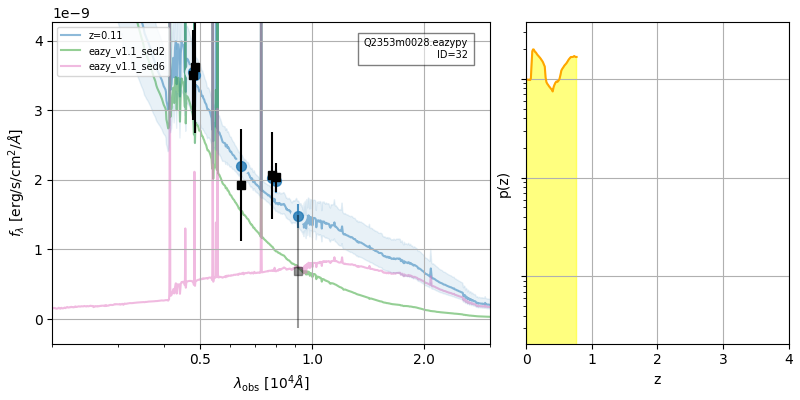 1e−9
z=0.11
eazy_v1.1_sed2
eazy_v1.1_sed6
Q2353m0028.eazypy
ID=32
4
3
2
1
0
f_λ [erg/s/cm²/Å]
0.5 1.0 2.0
λ_obs [10⁴Å]
p(z)
0 1 2 3 4
z